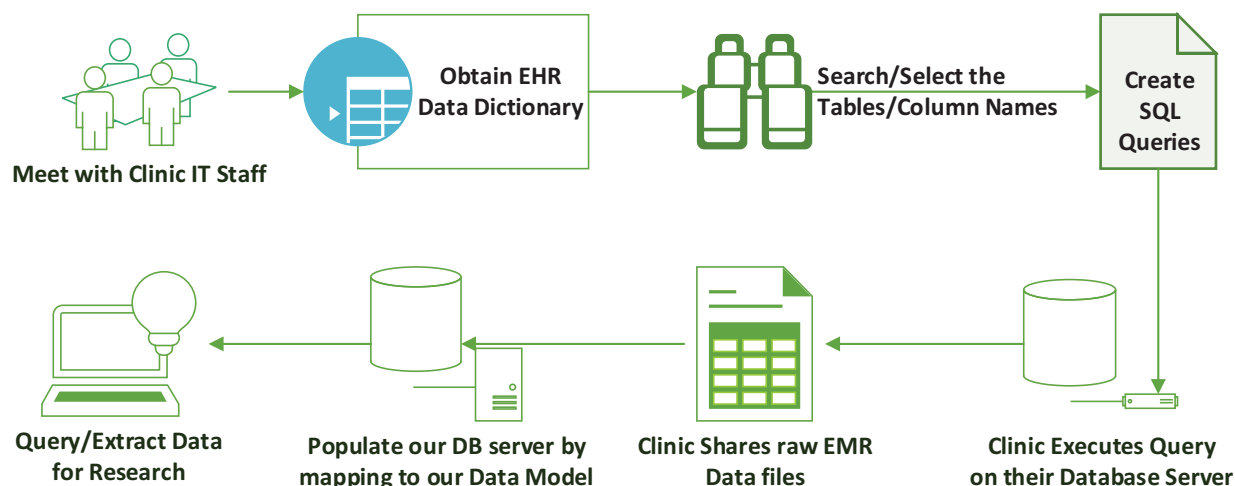 Meet with Clinic IT Staff
Obtain EHR
Data Dictionary
Search/Select the
Tables/Column Names
Create
SQL
Queries
Query/Extract Data
for Research
Populate our DB server by
mapping to our Data Model
Clinic Shares raw EMR
Data files
Clinic Executes Query
on their Database Server